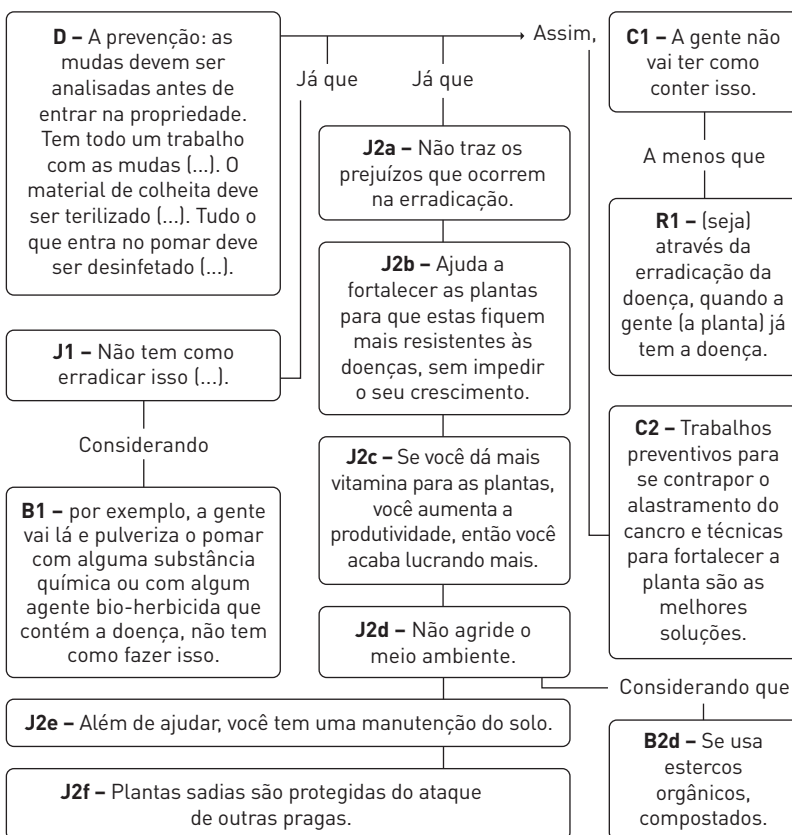 D – A prevenção: as
mudas devem ser
analisadas antes de
entrar na propriedade.
Tem todo um trabalho
com as mudas (...). O
material de colheita deve
ser terilizado (...). Tudo o
que entra no pomar deve
ser desinfetado (...).
Já que
Já que
Assim,
J1 – Não tem como
erradicar isso (...).
Considerando
B1 – por exemplo, a gente
vai lá e pulveriza o pomar
com alguma substância
química ou com algum
agente bio-herbicida que
contém a doença, não tem
como fazer isso.
J2a – Não traz os
prejuízos que ocorrem
na erradicação.
J2b – Ajuda a
fortalecer as plantas
para que estas fiquem
mais resistentes às
doenças, sem impedir
o seu crescimento.
J2c – Se você dá mais
vitamina para as plantas,
você aumenta a
produtividade, então você
acaba lucrando mais.
J2d – Não agride o
meio ambiente.
J2e – Além de ajudar, você tem uma manutenção do solo.
J2f – Plantas sadias são protegidas do ataque
de outras pragas.
C1 – A gente não
vai ter como
conter isso.
A menos que
R1 – (seja)
através da
erradicação da
doença, quando a
gente (a planta) já
tem a doença.
C2 – Trabalhos
preventivos para
se contrapor o
alastramento do
cancro e técnicas
para fortalecer a
planta são as
melhores
soluções.
Considerando que
B2d – Se usa
estercos
orgânicos,
compostados.